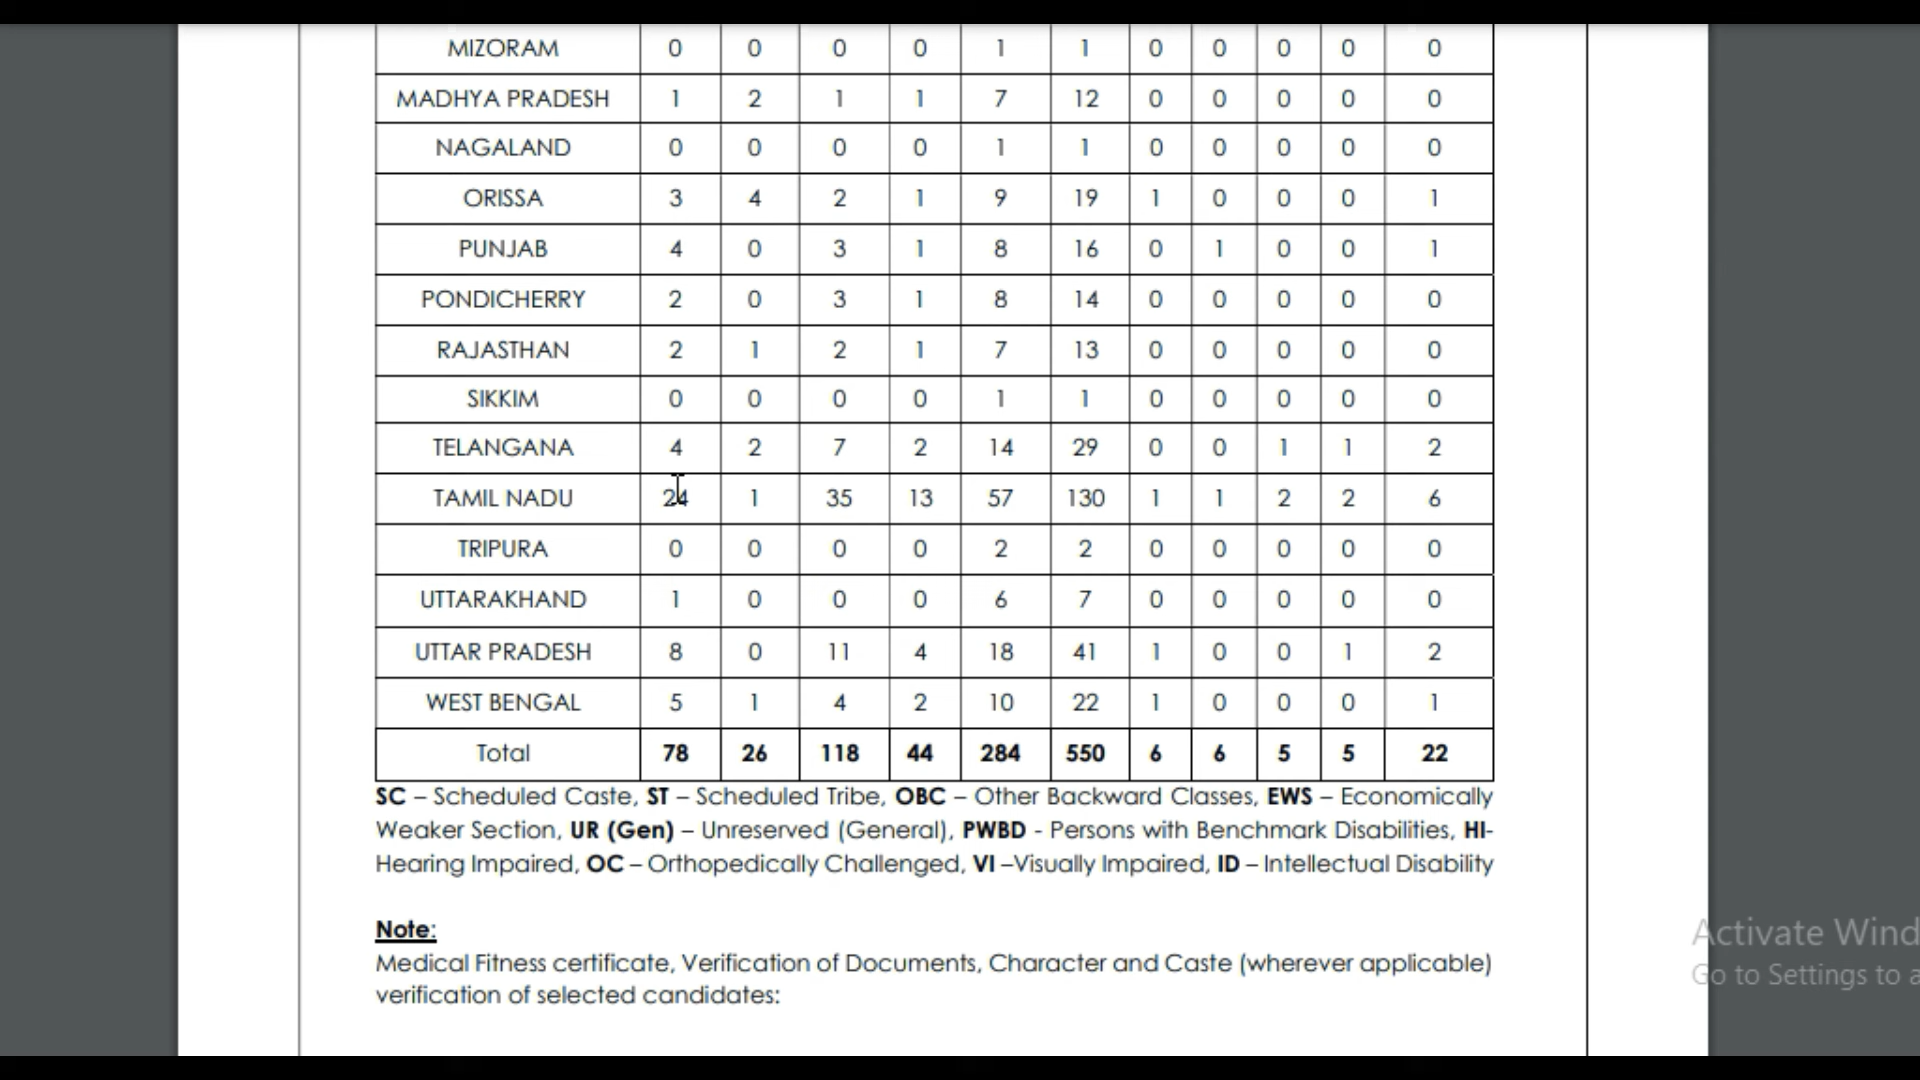 MIZORAM 0 0 0 0 1 1 0 0 0 0 0
MADHYA PRADESH 1 2 1 1 7 12 0 0 0 0 0
NAGALAND 0 0 0 0 1 1 0 0 0 0 0
ORISSA 3 4 2 1 9 19 1 0 0 0 1
PUNJAB 4 0 3 1 8 16 0 1 0 0 1
PONDICHERRY 2 0 3 1 8 14 0 0 0 0 0
RAJASTHAN 2 1 2 1 7 13 0 0 0 0 0
SIKKIM 0 0 0 0 1 1 0 0 0 0 0
TELANGANA 4 2 7 2 14 29 0 0 1 1 2
TAMIL NADU 24 1 35 13 57 130 1 1 2 2 6
TRIPURA 0 0 0 0 2 2 0 0 0 0 0
UTTARAKHAND 1 0 0 0 6 7 0 0 0 0 0
UTTAR PRADESH 8 0 11 4 18 41 1 0 0 1 2
WEST BENGAL 5 1 4 2 10 22 1 0 0 0 1
Total 78 26 118 44 284 550 6 6 5 5 22
SC – Scheduled Caste, ST – Scheduled Tribe, OBC – Other Backward Classes, EWS – Economically
Weaker Section, UR (Gen) – Unreserved (General), PWBD - Persons with Benchmark Disabilities, HI-
Hearing Impaired, OC – Orthopedically Challenged, VI –Visually Impaired, ID – Intellectual Disability
Note:
Medical Fitness certificate, Verification of Documents, Character and Caste (wherever applicable)
verification of selected candidates:
Activate Wind
Go to Settings to a